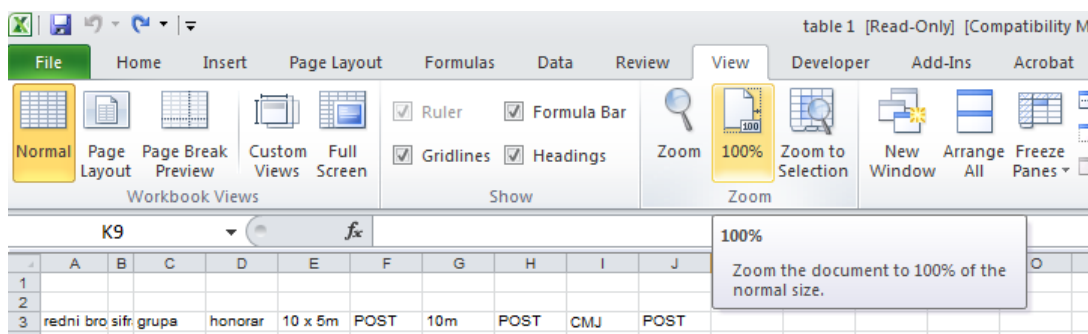 table 1 [Read-Only] [Compatibility M
File Home Insert Page Layout Formulas Data Review View Developer Add-Ins Acrobat
Ruler Formula Bar
100
Normal Page Page Break Custom Full Gridlines Headings Zoom 100% Zoom to New Arrange Freeze
Layout Preview Views Screen Selection Window All Panes
Workbook Views Show Zoom
K9 fx
100%
A B C D E F G H I J O
Zoom the document to 100% of the
normal size.
1
2
3 redni bro sifr grupa honorar 10 x 5m POST 10m POST CMJ POST